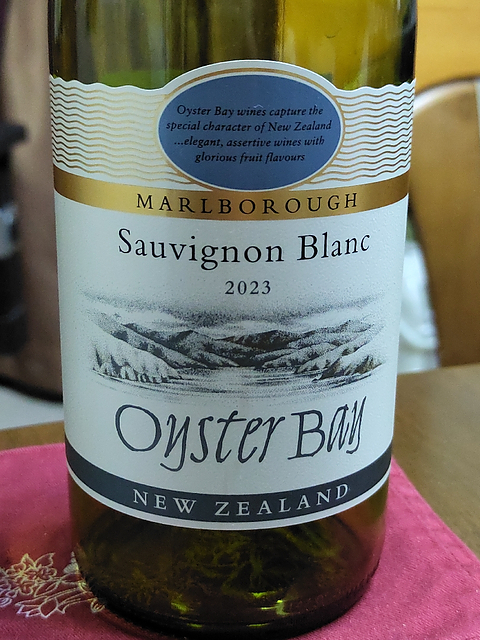 Oyster Bay wines capture the
special character of New Zealand
...elegant, assertive wines with
glorious fruit flavours
MARLBOROUGH
Sauvignon Blanc
2023
Oyster Bay
NEW ZEALAND